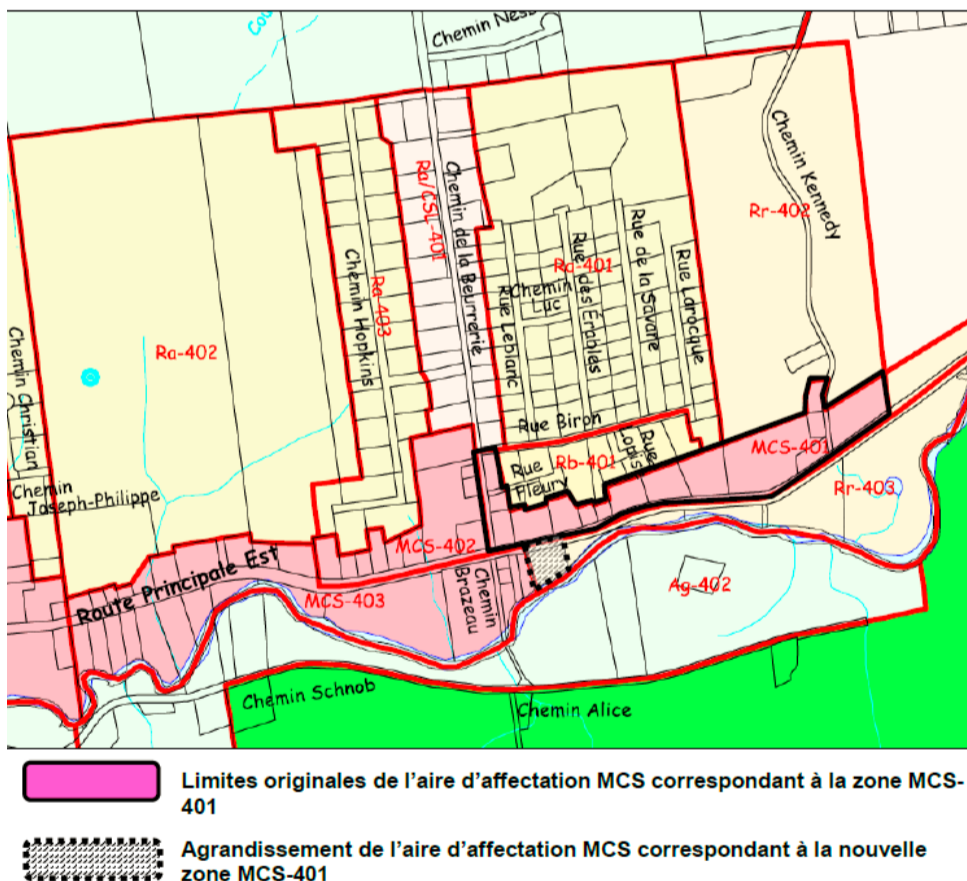 Chemin Ness
Cou
Chemin Kennedy
Rr-402
Ra/CSL-401
Chemin de la Beurrerie
Chemin Hopkins
Ra-403
Rc-401
Chemin
Luc
Rue Leblanc
Rue des Érables
Rue de la Savane
Rue Larocque
Ra-402
Chemin Christian
Chemin
Joseph-Philippe
Rue Biron
Rb-401
Rue
Fleury
Rue
Lapis
MCS-401
Rr-403
MCS-402
Route Principale Est
MCS-403
Chemin
Brazeau
Ag-402
Chemin Schnob
Chemin Alice
Limites originales de l’aire d’affectation MCS correspondant à la zone MCS-
401
Agrandissement de l’aire d’affectation MCS correspondant à la nouvelle
zone MCS-401